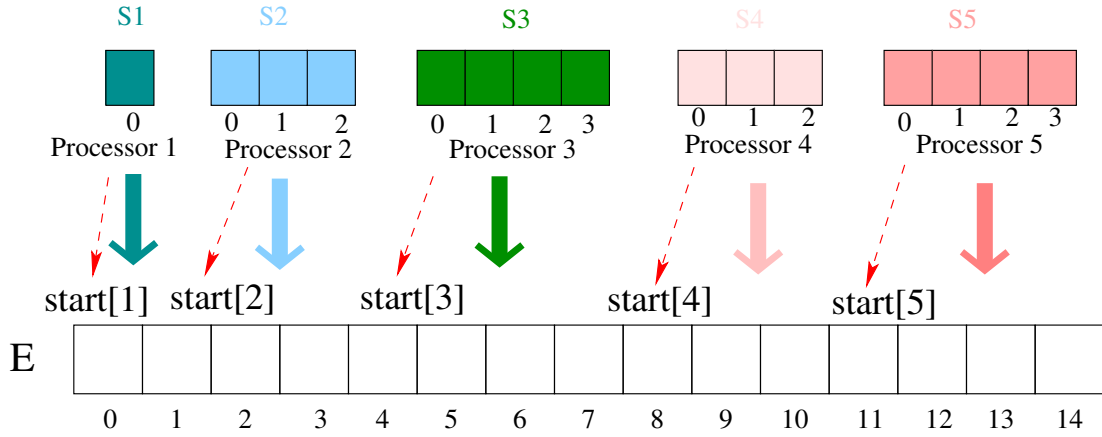 S1 S2 S3 S4 S5
0 0 1 2 0 1 2 3 0 1 2 0 1 2 3
Processor 1 Processor 2 Processor 3 Processor 4 Processor 5
start[1] start[2] start[3] start[4] start[5]
E
0 1 2 3 4 5 6 7 8 9 10 11 12 13 14